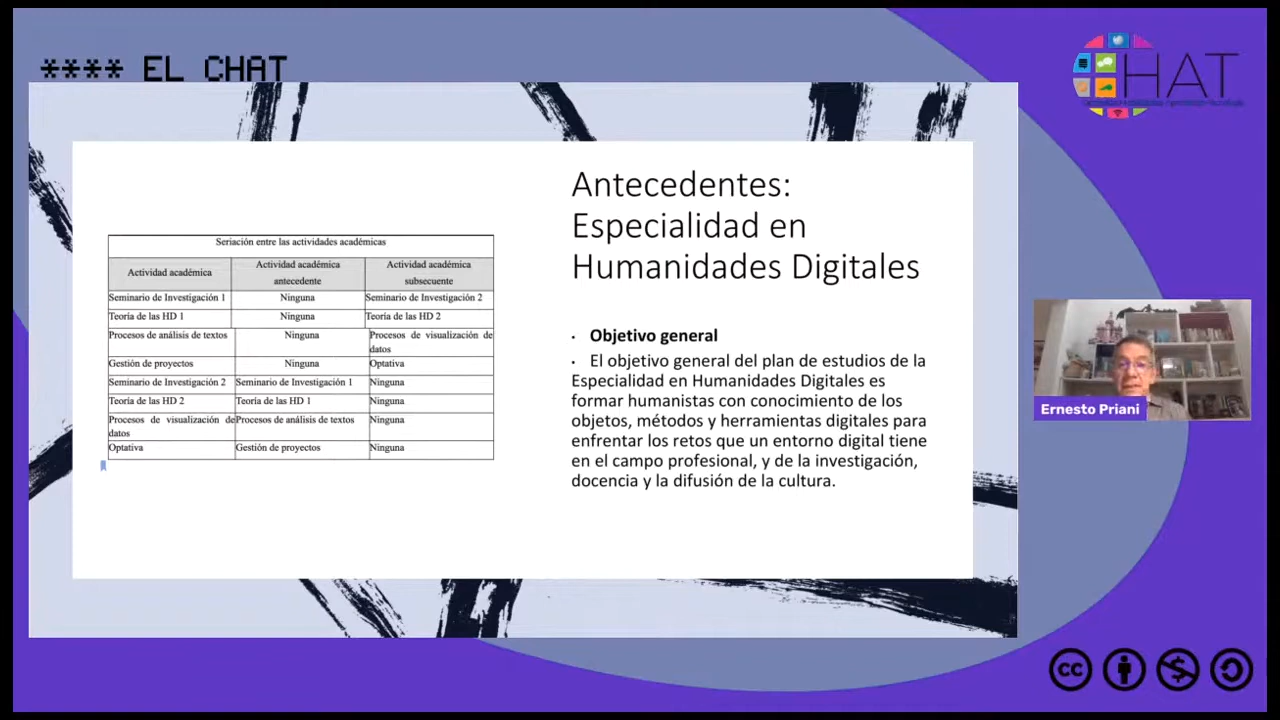 **** EL CHAT
HAT
Antecedentes:
Especialidad en
Humanidades Digitales
Seriación entre las actividades académicas
Actividad académica
Actividad académica antecedente
Actividad académica subsecuente
Seminario de Investigación 1 Ninguna Seminario de Investigación 2
Teoría de las HD 1 Ninguna Teoría de las HD 2
Procesos de análisis de textos Ninguna Procesos de visualización de datos
Gestión de proyectos Ninguna Optativa
Seminario de Investigación 2 Seminario de Investigación 1 Ninguna
Teoría de las HD 2 Teoría de las HD 1 Ninguna
Procesos de visualización de datos Procesos de análisis de textos Ninguna
Optativa Gestión de proyectos Ninguna
· Objetivo general
· El objetivo general del plan de estudios de la
Especialidad en Humanidades Digitales es
formar humanistas con conocimiento de los
objetos, métodos y herramientas digitales para
enfrentar los retos que un entorno digital tiene
en el campo profesional, y de la investigación,
docencia y la difusión de la cultura.
Ernesto Priani
cc